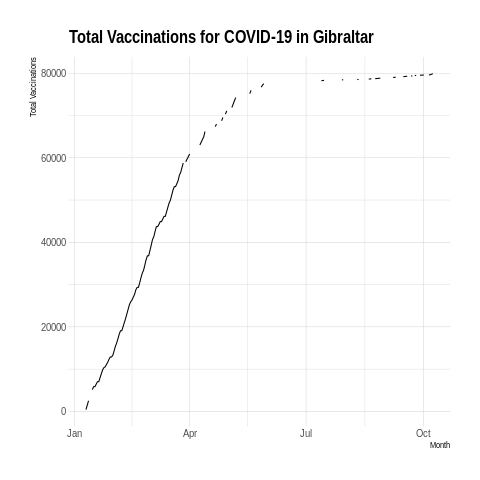 Total Vaccinations for COVID-19 in Gibraltar
Total Vaccinations
80000
60000
40000
20000
0
Jan
Apr
Jul
Oct
Month